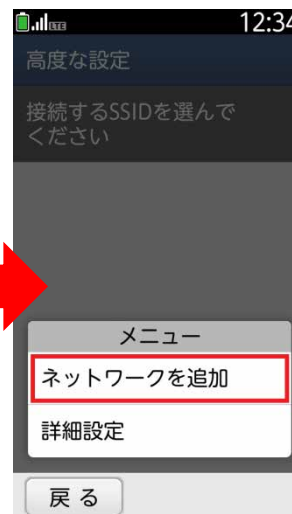 LTE 12:34
高度な設定
接続するSSIDを選んで
ください
メニュー
ネットワークを追加
詳細設定
戻る